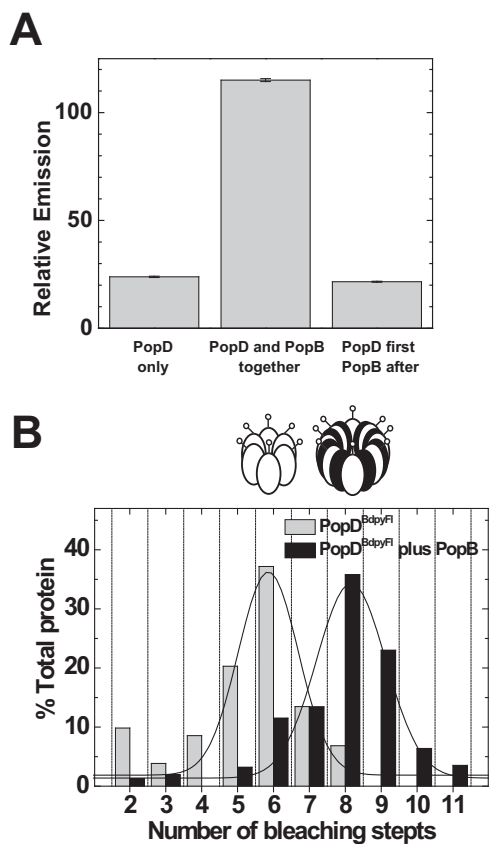 A
Relative Emission
100
50
0
PopD only
PopD and PopB together
PopD first PopB after
B
PopD^BdpyFl
PopD^BdpyFl plus PopB
% Total protein
40
30
20
10
0
2 3 4 5 6 7 8 9 10 11
Number of bleaching stepts